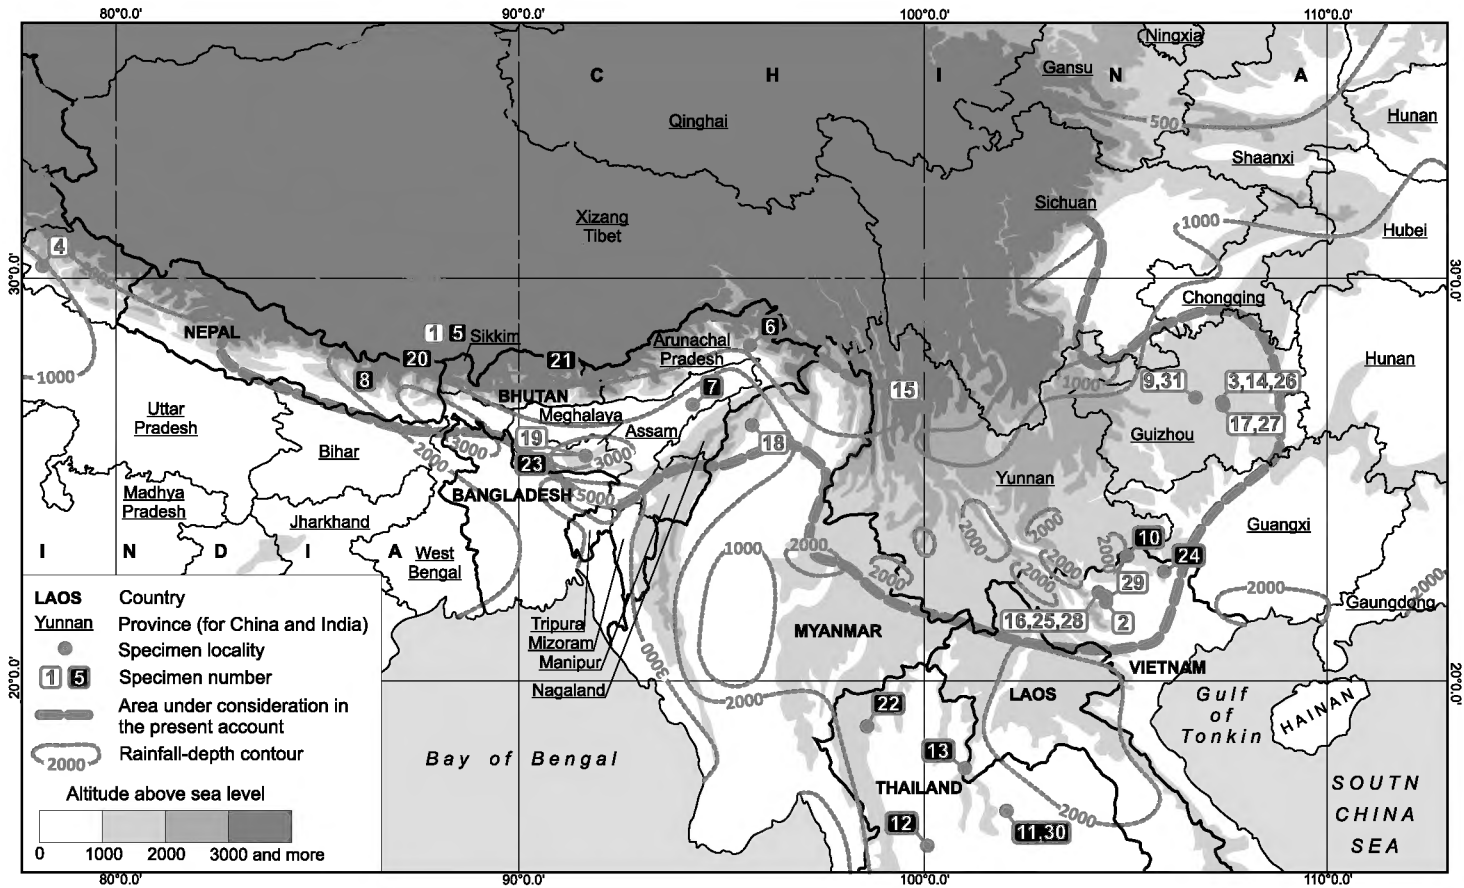 80°0.0'
90°0.0'
100°0.0'
110°0.0'
Ningxia
Gansu
C H I N A
Qinghai
500
Hunan
Shaanxi
Sichuan
Xizang
Tibet
1000
Hubei
4
30°0.0'
30°0.0'
Chongqing
NEPAL
1 5
Sikkim
6
Arunachal
Pradesh
20
21
Hunan
8
7
15
1000
9,31
3,14,26
1000
BHUTAN
Meghalaya
17,27
Uttar
Pradesh
19
Assam
18
Guizhou
3000
3000
2000
Bihar
23
Yunnan
Madhya
Pradesh
BANGLADESH
5000
Jharkhand
2000
2000
Guangxi
10
I N D I A
West
Bengal
1000
2000
2000
2000
2000
200
24
2000
29
2000
LAOS
Country
Yunnan
Province (for China and India)
Specimen locality
1 5
Specimen number
Area under consideration in
the present account
2000
Rainfall-depth contour
Altitude above sea level
0 1000 2000 3000 and more
Tripura
Mizoram
Manipur
Nagaland
3000
MYANMAR
16,25,28
2
Gaungdong
VIETNAM
20°0.0'
20°0.0'
2000
LAOS
Gulf
of
Tonkin
HAINAN
22
Bay of Bengal
13
THAILAND
12
11,30
2000
SOUTN
CHINA
SEA
80°0.0'
90°0.0'
100°0.0'
110°0.0'